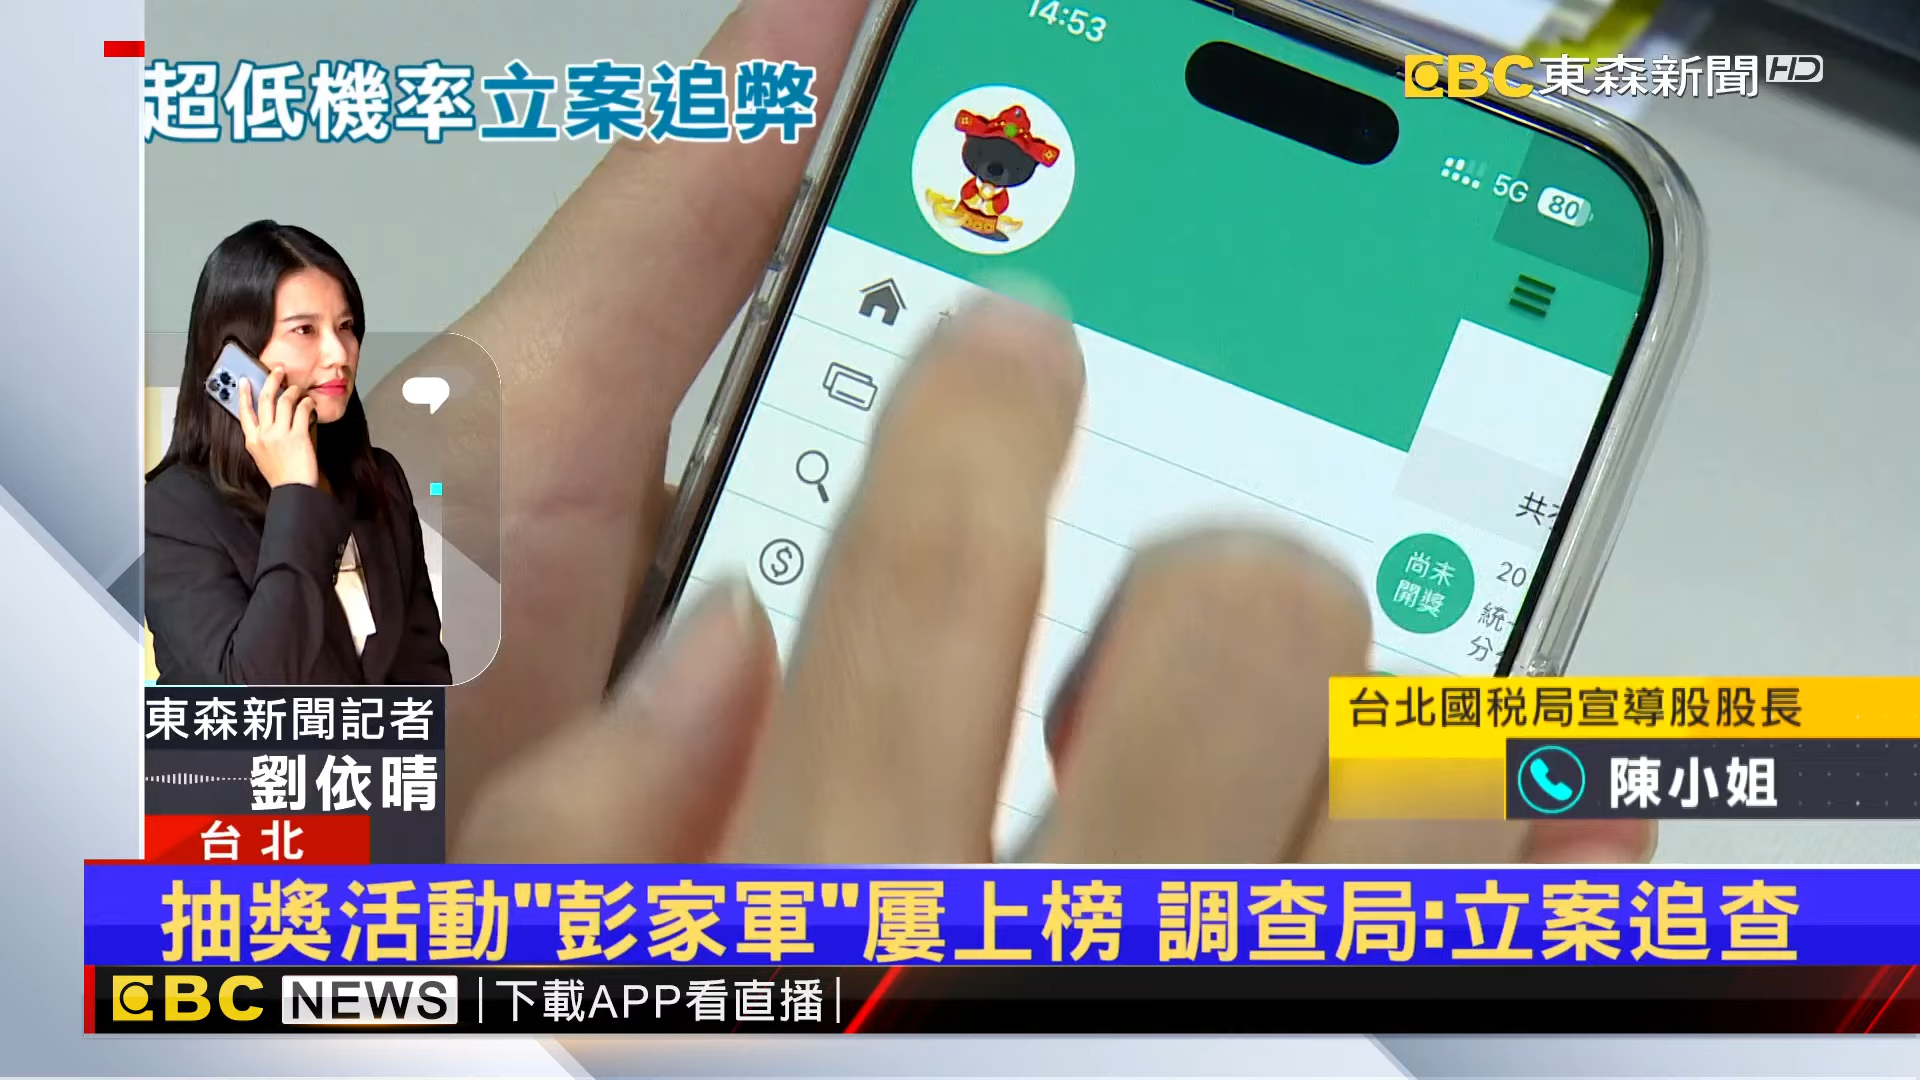 14:53
超低機率立案追弊
EBC東森新聞HD
5G 80
共
尚未
開獎
20
統一
分
東森新聞記者
劉依晴
台北
台北國稅局宣導股股長
陳小姐
抽獎活動"彭家軍"屢上榜 調查局:立案追查
EBC NEWS |下載APP看直播|